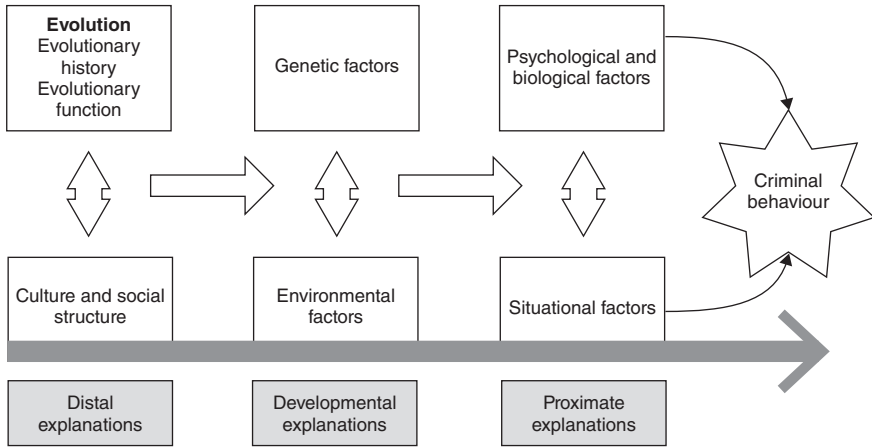 Evolution
Evolutionary
history
Evolutionary
function
Genetic factors
Psychological and
biological factors
Criminal
behaviour
Culture and social
structure
Environmental
factors
Situational factors
Distal
explanations
Developmental
explanations
Proximate
explanations